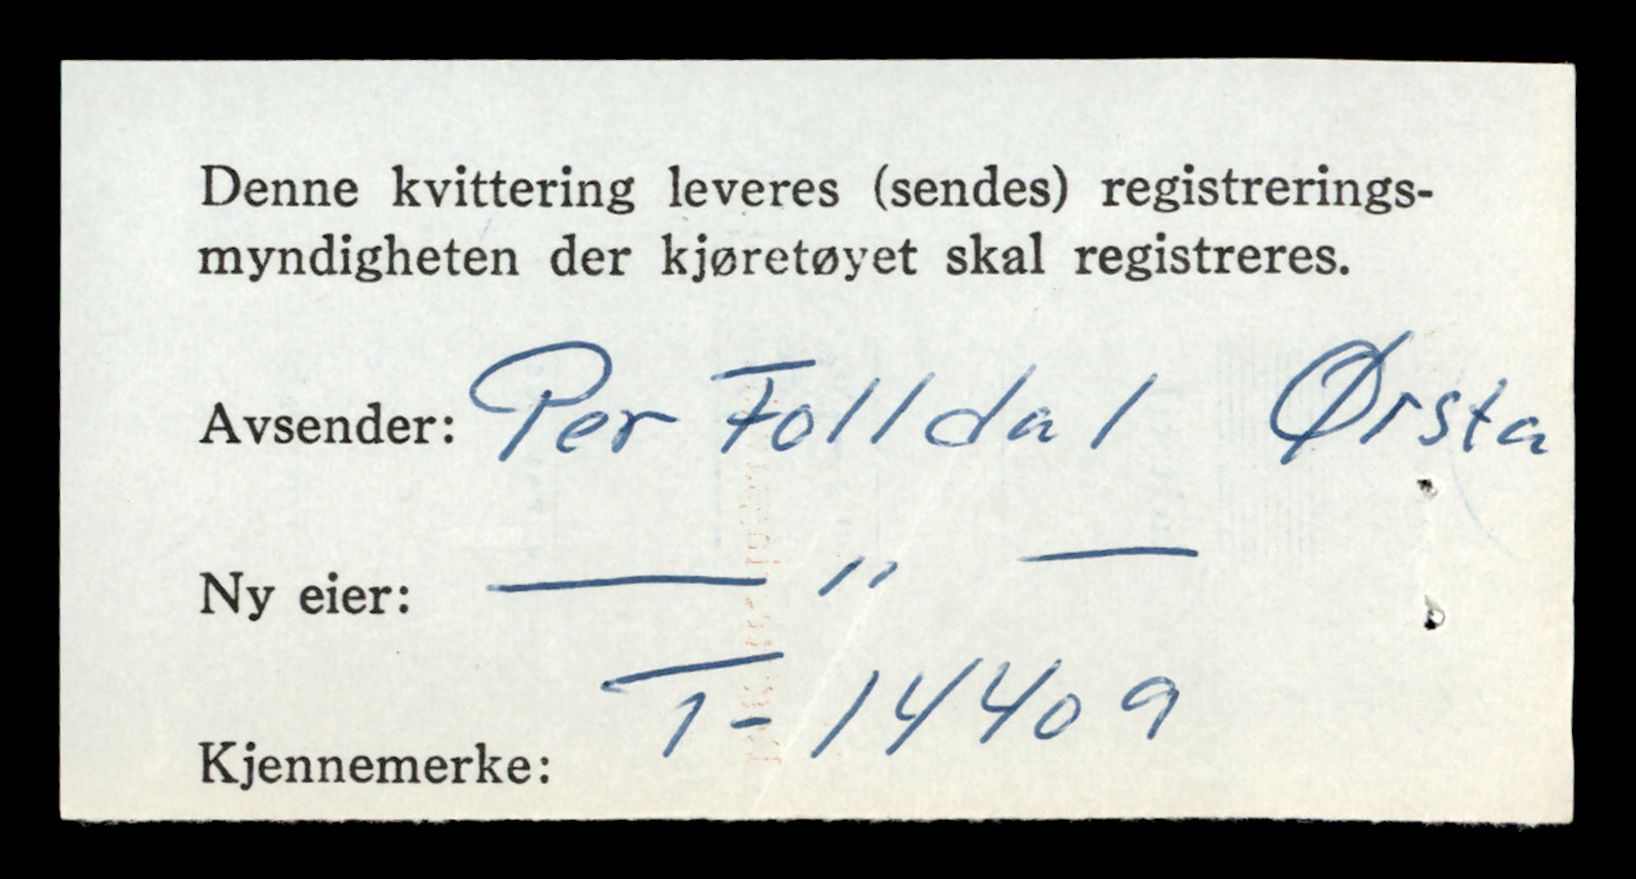 Denne kvittering leveres (sendes) registrerings-
myndigheten der kjøretøyet skal registreres.
Avsender: Per Folldal Ørsta
Ny eier: — " —
T-14409
Kjennemerke: